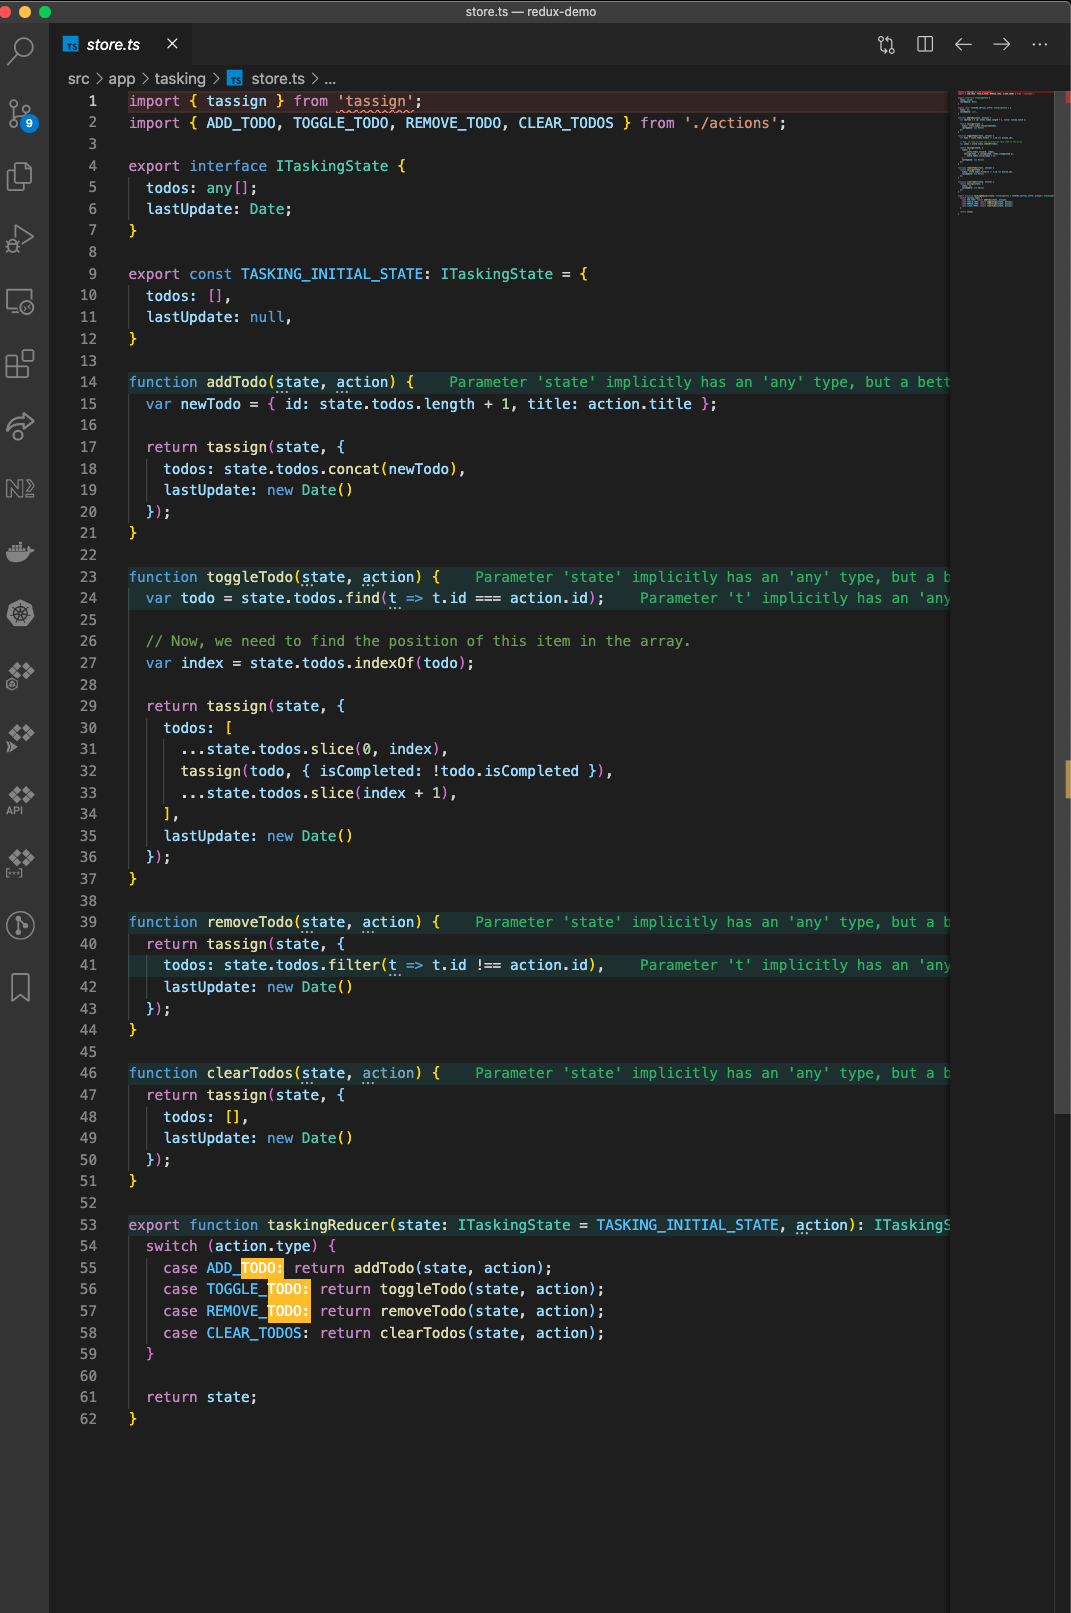 store.ts — redux-demo
TS store.ts
src > app > tasking > TS store.ts > ...
9
API
1 import { tassign } from 'tassign';
2 import { ADD_TODO, TOGGLE_TODO, REMOVE_TODO, CLEAR_TODOS } from './actions';
3
4 export interface ITaskingState {
5 todos: any[];
6 lastUpdate: Date;
7 }
8
9 export const TASKING_INITIAL_STATE: ITaskingState = {
10 todos: [],
11 lastUpdate: null,
12 }
13
14 function addTodo(state, action) { Parameter 'state' implicitly has an 'any' type, but a bett
15 var newTodo = { id: state.todos.length + 1, title: action.title };
16
17 return tassign(state, {
18 todos: state.todos.concat(newTodo),
19 lastUpdate: new Date()
20 });
21 }
22
23 function toggleTodo(state, action) { Parameter 'state' implicitly has an 'any' type, but a b
24 var todo = state.todos.find(t => t.id === action.id); Parameter 't' implicitly has an 'any
25
26 // Now, we need to find the position of this item in the array.
27 var index = state.todos.indexOf(todo);
28
29 return tassign(state, {
30 todos: [
31 ...state.todos.slice(0, index),
32 tassign(todo, { isCompleted: !todo.isCompleted }),
33 ...state.todos.slice(index + 1),
34 ],
35 lastUpdate: new Date()
36 });
37 }
38
39 function removeTodo(state, action) { Parameter 'state' implicitly has an 'any' type, but a b
40 return tassign(state, {
41 todos: state.todos.filter(t => t.id !== action.id), Parameter 't' implicitly has an 'any
42 lastUpdate: new Date()
43 });
44 }
45
46 function clearTodos(state, action) { Parameter 'state' implicitly has an 'any' type, but a b
47 return tassign(state, {
48 todos: [],
49 lastUpdate: new Date()
50 });
51 }
52
53 export function taskingReducer(state: ITaskingState = TASKING_INITIAL_STATE, action): ITaskingS
54 switch (action.type) {
55 case ADD_TODO: return addTodo(state, action);
56 case TOGGLE_TODO: return toggleTodo(state, action);
57 case REMOVE_TODO: return removeTodo(state, action);
58 case CLEAR_TODOS: return clearTodos(state, action);
59 }
60
61 return state;
62 }